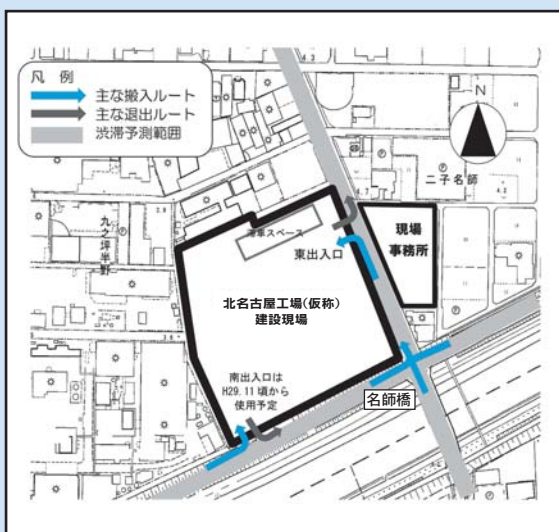 凡例
主な搬入ルート
主な退出ルート
渋滞予測範囲
N
二子名師
九之坪半野
東出入口
現場
事務所
北名古屋工場(仮称)
建設現場
南出入口は
H29.11頃から
使用予定
名師橋